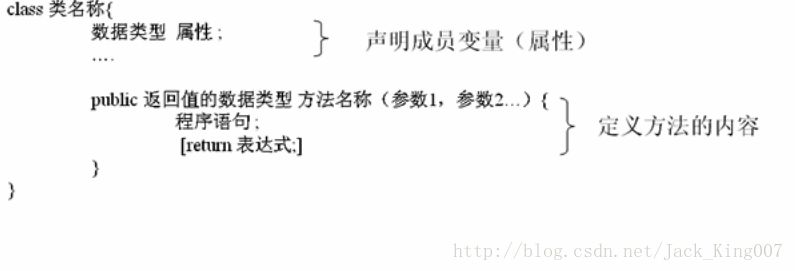 class 类名称{
数据类型 属性 ;
....
声明成员变量（属性）
public 返回值的数据类型 方法名称（参数1，参数2...）{
程序语句 ;
[return 表达式;]
定义方法的内容
}
}
http://blog.csdn.net/Jack_King007